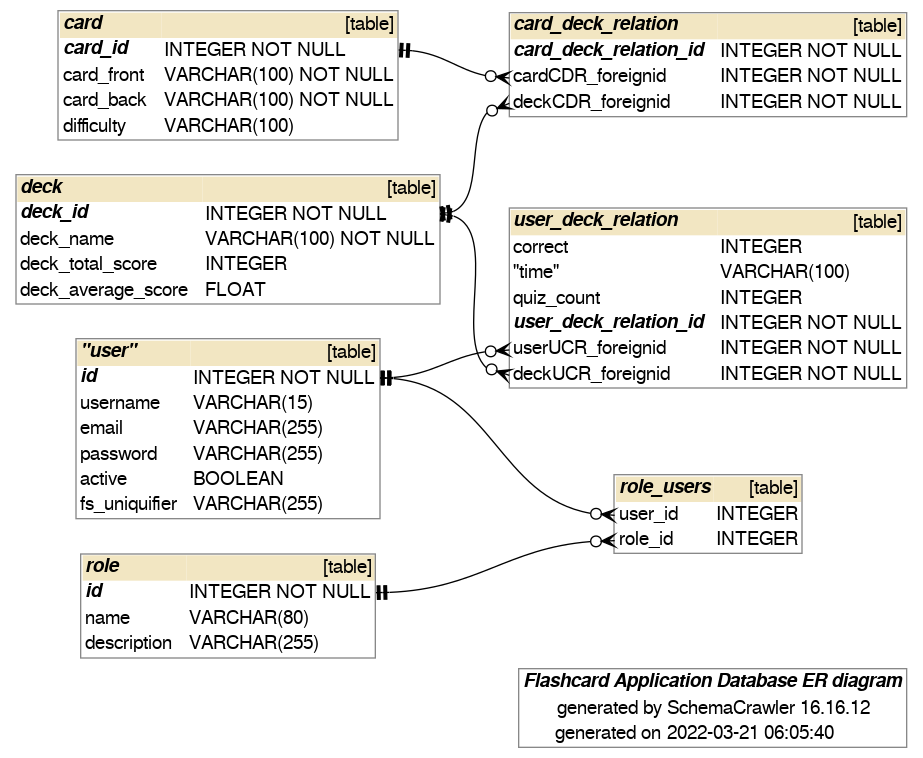 card [table]
card_id INTEGER NOT NULL
card_front VARCHAR(100) NOT NULL
card_back VARCHAR(100) NOT NULL
difficulty VARCHAR(100)
card_deck_relation [table]
card_deck_relation_id INTEGER NOT NULL
cardCDR_foreignid INTEGER NOT NULL
deckCDR_foreignid INTEGER NOT NULL
deck [table]
deck_id INTEGER NOT NULL
deck_name VARCHAR(100) NOT NULL
deck_total_score INTEGER
deck_average_score FLOAT
user_deck_relation [table]
correct INTEGER
"time" VARCHAR(100)
quiz_count INTEGER
user_deck_relation_id INTEGER NOT NULL
userUCR_foreignid INTEGER NOT NULL
deckUCR_foreignid INTEGER NOT NULL
"user" [table]
id INTEGER NOT NULL
username VARCHAR(15)
email VARCHAR(255)
password VARCHAR(255)
active BOOLEAN
fs_uniquifier VARCHAR(255)
role_users [table]
user_id INTEGER
role_id INTEGER
role [table]
id INTEGER NOT NULL
name VARCHAR(80)
description VARCHAR(255)
Flashcard Application Database ER diagram
generated by SchemaCrawler 16.16.12
generated on 2022-03-21 06:05:40